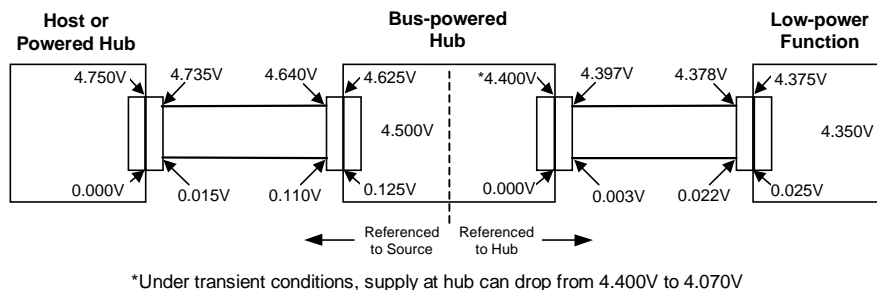 Host or
Powered Hub
Bus-powered
Hub
Low-power
Function
4.750V
4.735V
4.640V
4.625V
*4.400V
4.397V
4.378V
4.375V
4.500V
4.350V
0.000V
0.015V
0.110V
0.125V
0.000V
0.003V
0.022V
0.025V
Referenced
to Source
Referenced
to Hub
*Under transient conditions, supply at hub can drop from 4.400V to 4.070V